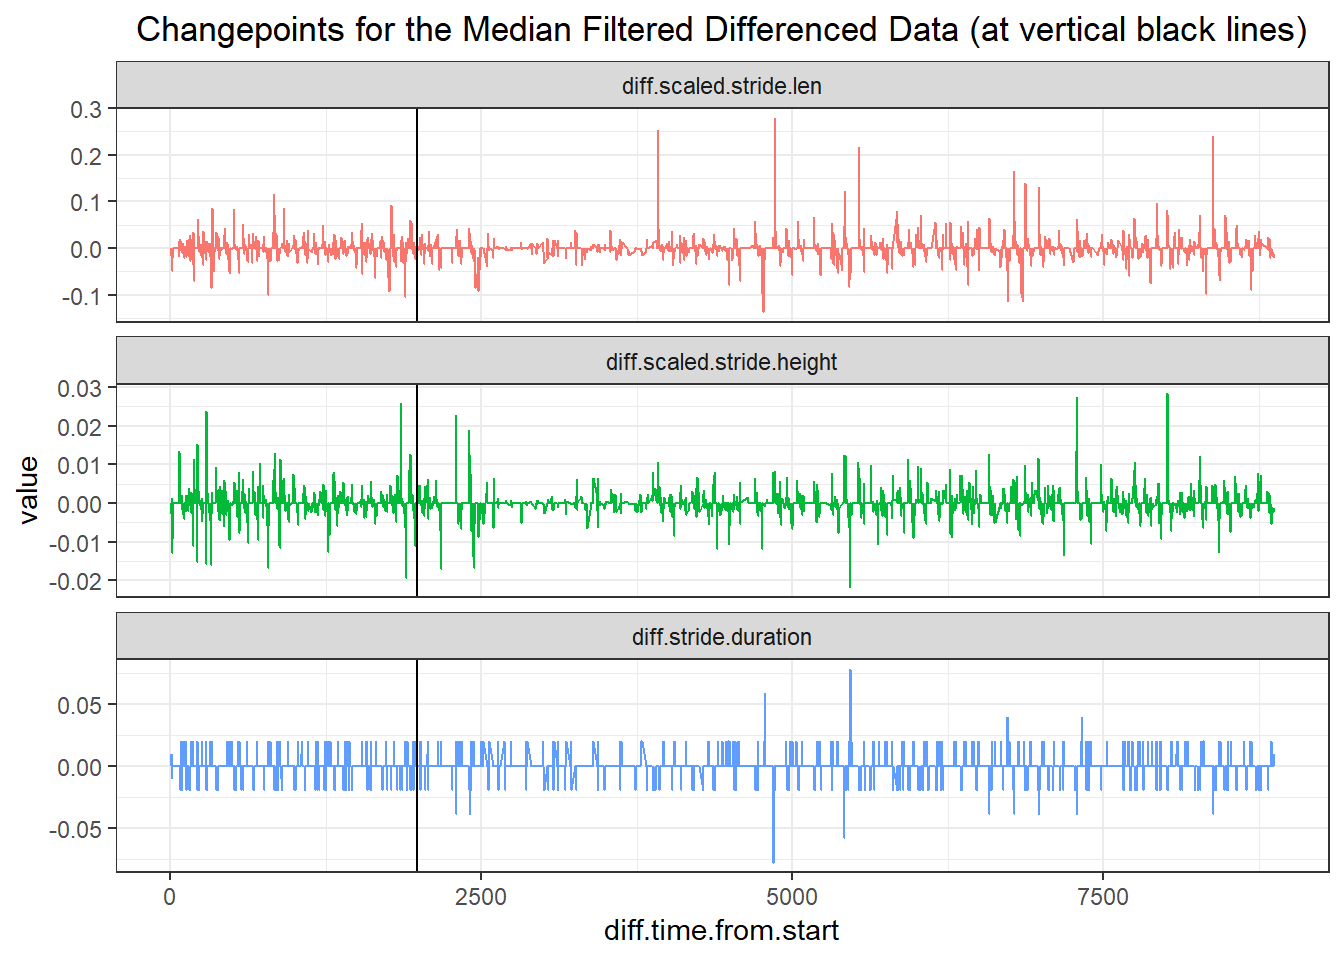 Changepoints for the Median Filtered Differenced Data (at vertical black lines)
diff.scaled.stride.len
0.3
0.2
0.1
0.0
-0.1
diff.scaled.stride.height
0.03
0.02
0.01
0.00
-0.01
-0.02
value
diff.stride.duration
0.05
0.00
-0.05
0 2500 5000 7500
diff.time.from.start